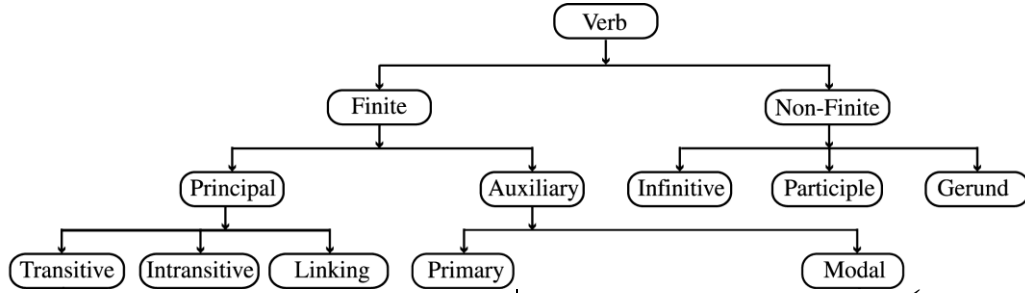 Verb
Finite Non-Finite
Principal Auxiliary Infinitive Participle Gerund
Transitive Intransitive Linking Primary Modal